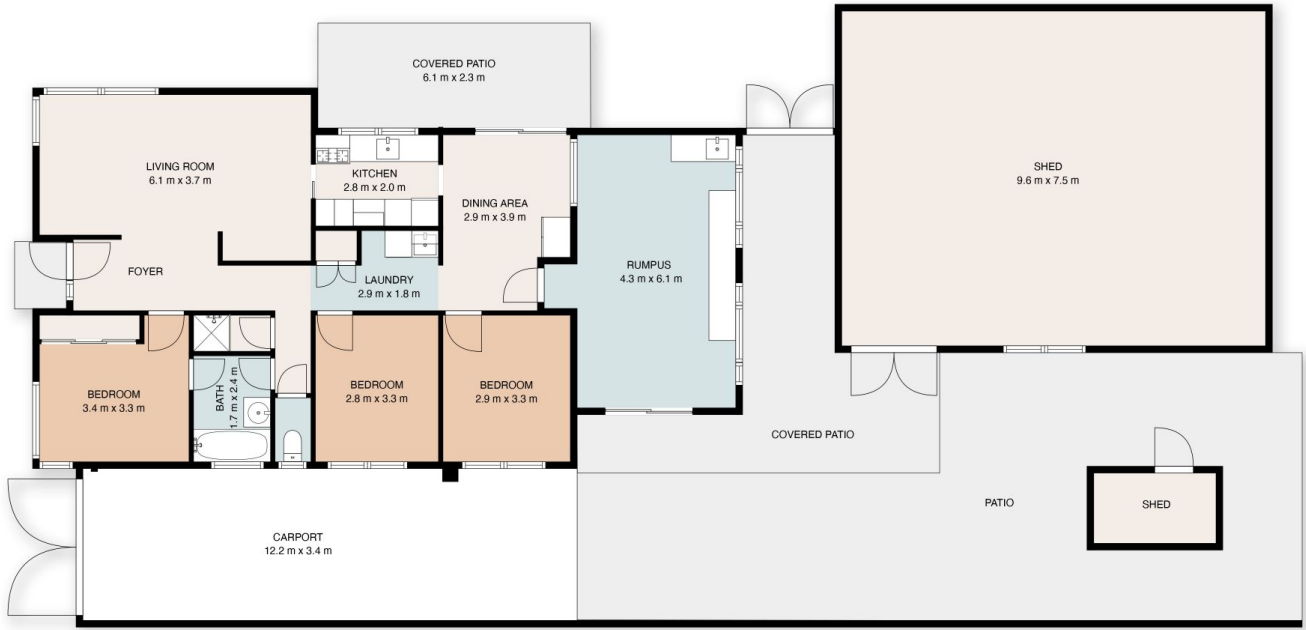 COVERED PATIO
6.1 m x 2.3 m
LIVING ROOM
6.1 m x 3.7 m
KITCHEN
2.8 m x 2.0 m
DINING AREA
2.9 m x 3.9 m
SHED
9.6 m x 7.5 m
FOYER
LAUNDRY
2.9 m x 1.8 m
RUMPUS
4.3 m x 6.1 m
BEDROOM
3.4 m x 3.3 m
BATH
1.7 m x 2.4 m
BEDROOM
2.8 m x 3.3 m
BEDROOM
2.9 m x 3.3 m
COVERED PATIO
PATIO
SHED
CARPORT
12.2 m x 3.4 m